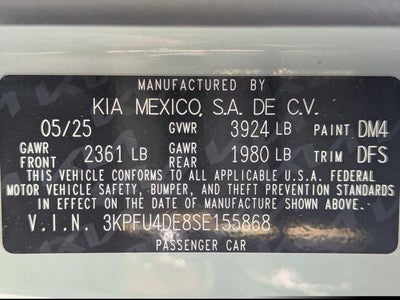 MANUFACTURED BY
KIA MEXICO, S.A. DE C.V.
05/25 GVWR 3924 LB PAINT DM4
GAWR FRONT 2361 LB GAWR REAR 1980 LB TRIM DFS
THIS VEHICLE CONFORMS TO ALL APPLICABLE U.S.A. FEDERAL
MOTOR VEHICLE SAFETY, BUMPER, AND THEFT PREVENTION STANDARDS
IN EFFECT ON THE DATE OF MANUFACTURE SHOWN ABOVE.
V.I.N. 3KPFU4DE8SE155868
PASSENGER CAR